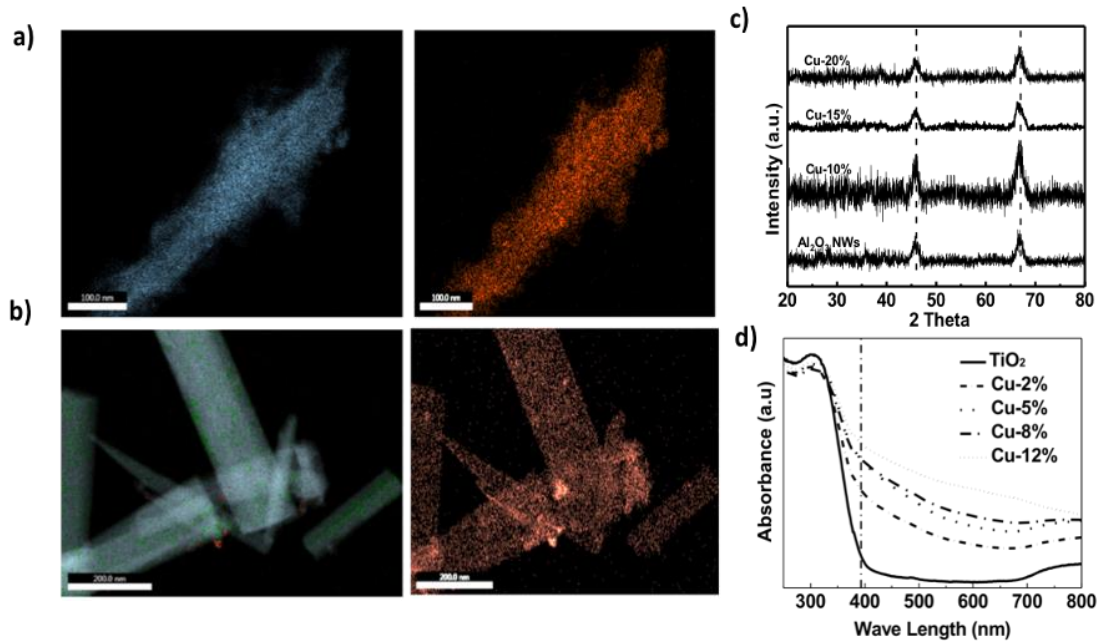 a)
100.0 nm
100.0 nm
b)
200.0 nm
200.0 nm
c)
Intensity (a.u.)
Cu-20%
Cu-15%
Cu-10%
Al₂O₃ NWs
20 30 40 50 60 70 80
2 Theta
d)
Absorbance (a.u)
TiO₂
Cu-2%
Cu-5%
Cu-8%
Cu-12%
300 400 500 600 700 800
Wave Length (nm)